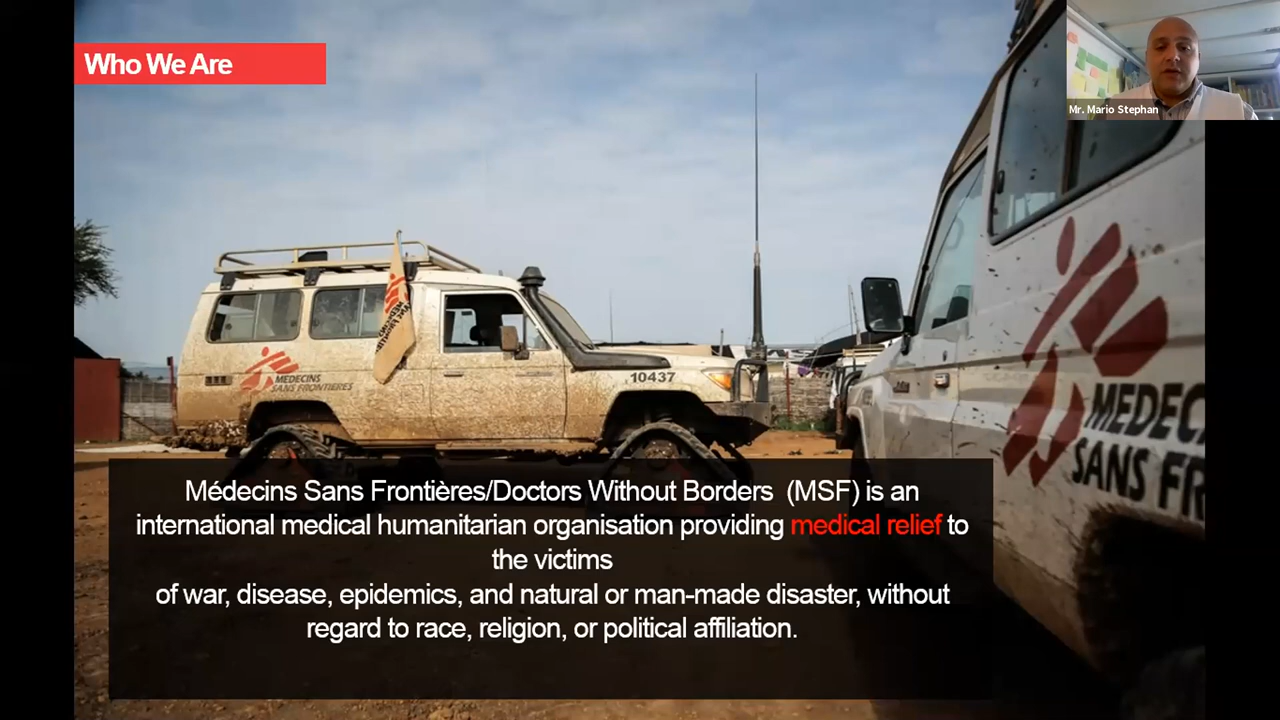 Who We Are
Mr. Mario Stephan
MEDECINS
SANS FRONTIERES
10437
MEDEC
SANS FR
Médecins Sans Frontières/Doctors Without Borders (MSF) is an
international medical humanitarian organisation providing medical relief to
the victims
of war, disease, epidemics, and natural or man-made disaster, without
regard to race, religion, or political affiliation.